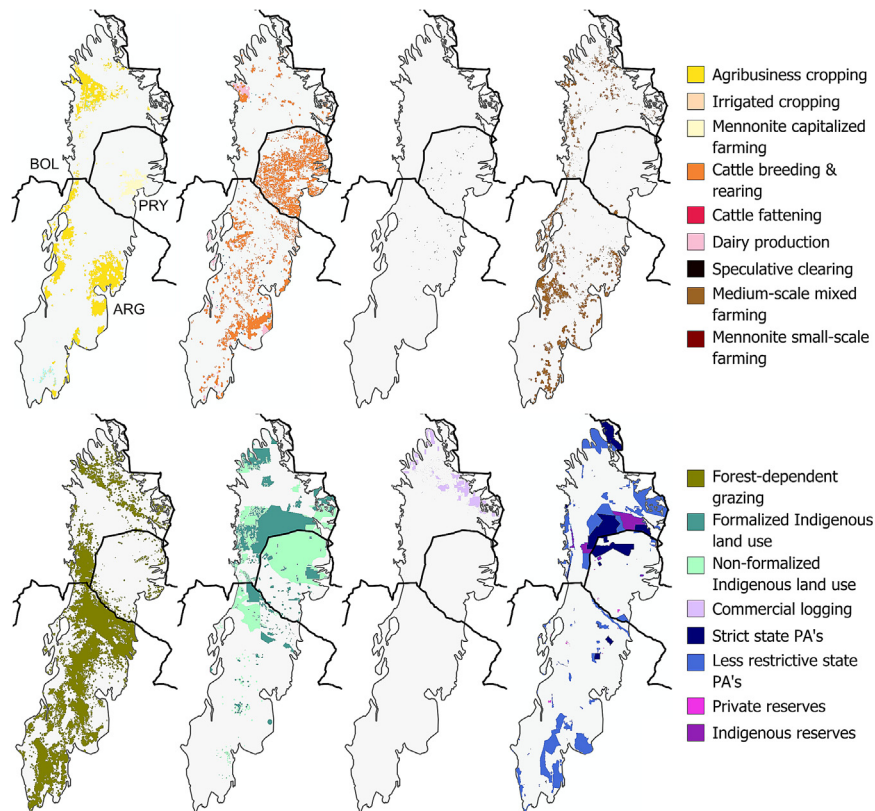 Agribusiness cropping
Irrigated cropping
Mennonite capitalized
farming
Cattle breeding &
rearing
Cattle fattening
Dairy production
Speculative clearing
Medium-scale mixed
farming
Mennonite small-scale
farming
BOL
PRY
ARG
Forest-dependent
grazing
Formalized Indigenous
land use
Non-formalized
Indigenous land use
Commercial logging
Strict state PA's
Less restrictive state
PA's
Private reserves
Indigenous reserves